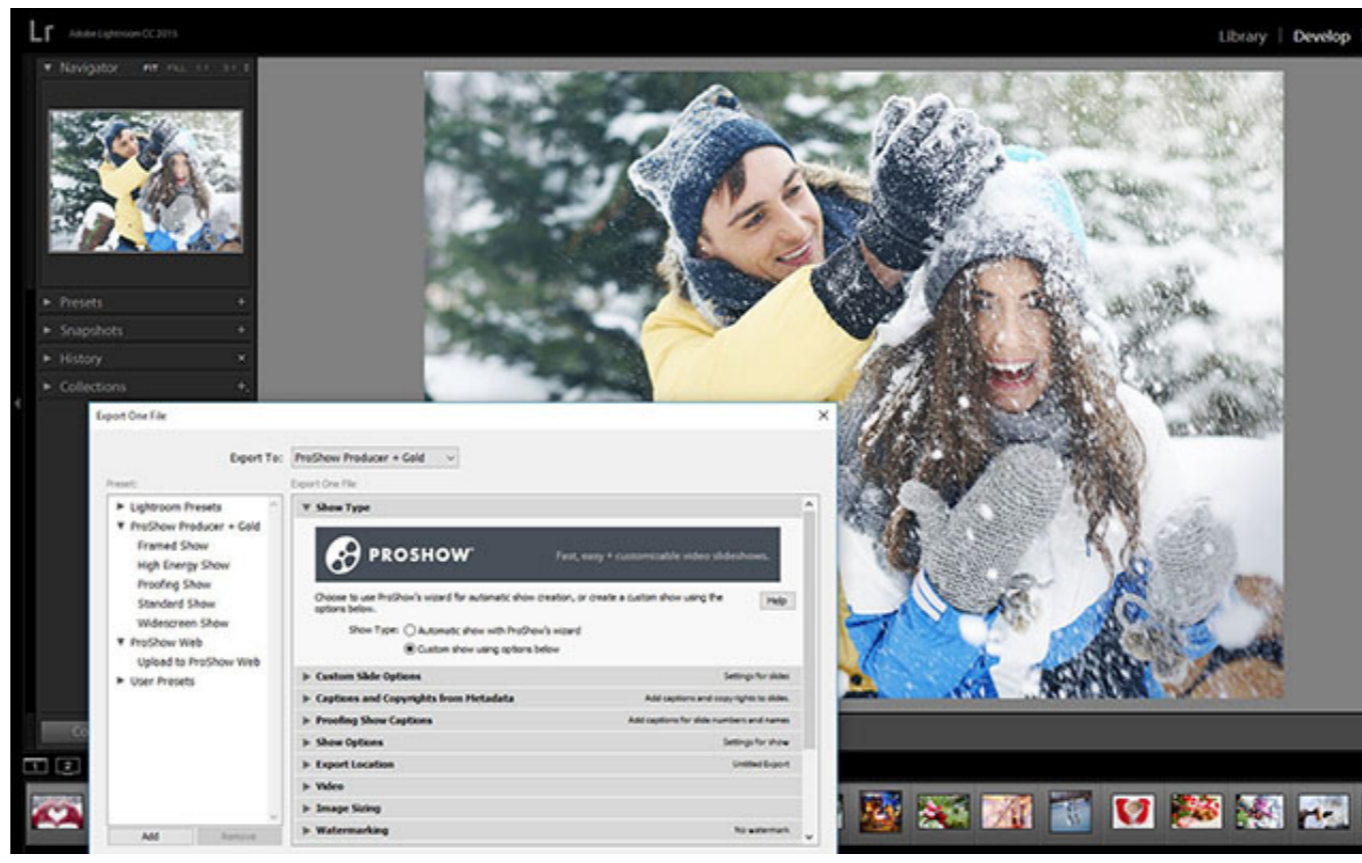 Lr Adobe Lightroom CC 2015
Library | Develop
Navigator FIT FILL
Presets
Snapshots
History
Collections
Export One File
Export To: ProShow Producer + Gold
Preset:
Export One File
Lightroom Presets
ProShow Producer + Gold
Framed Show
High Energy Show
Proofing Show
Standard Show
Widescreen Show
ProShow Web
Upload to ProShow Web
User Presets
Show Type
PROSHOW Fast, easy + customizable video slideshows.
Choose to use ProShow's wizard for automatic show creation, or create a custom show using the
options below.
Help
Show Type: Automatic show with ProShow's wizard
Custom show using options below
Custom Slide Options Settings for slides
Captions and Copyrights from Metadata Add captions and copyrights to slides.
Proofing Show Captions Add captions for slide numbers and names
Show Options Settings for show
Export Location Untitled Export
Video
Image Sizing
Watermarking No watermark
Add Remove
1 2